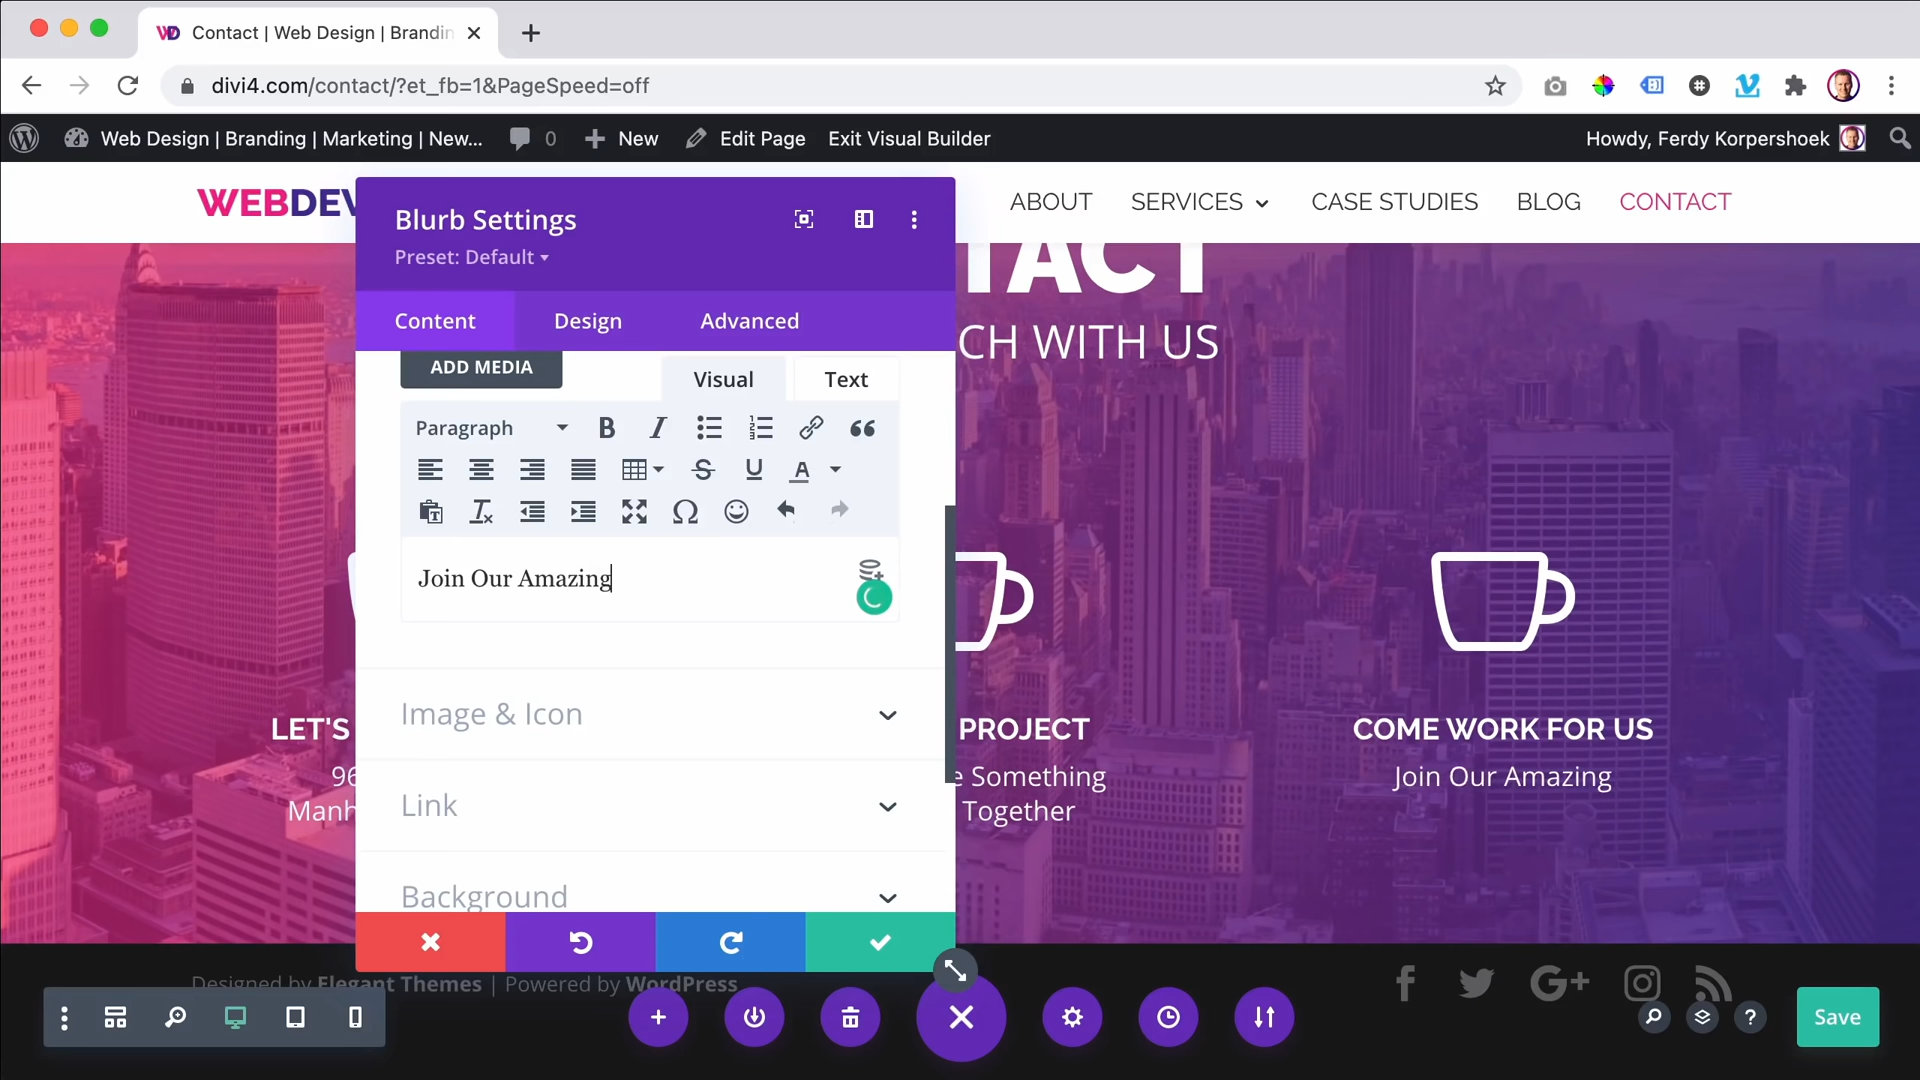 Contact | Web Design | Brandin
divi4.com/contact/?et_fb=1&PageSpeed=off
Web Design | Branding | Marketing | New...
0
New
Edit Page
Exit Visual Builder
Howdy, Ferdy Korpershoek
WEBDEV
ABOUT
SERVICES
CASE STUDIES
BLOG
CONTACT
Blurb Settings
Preset: Default
Content
Design
Advanced
TACT
CH WITH US
ADD MEDIA
Visual
Text
Paragraph
Join Our Amazing
Image & Icon
Link
Background
LET'S
96
Manh
PROJECT
e Something
Together
COME WORK FOR US
Join Our Amazing
Designed by Elegant Themes | Powered by WordPress
Save